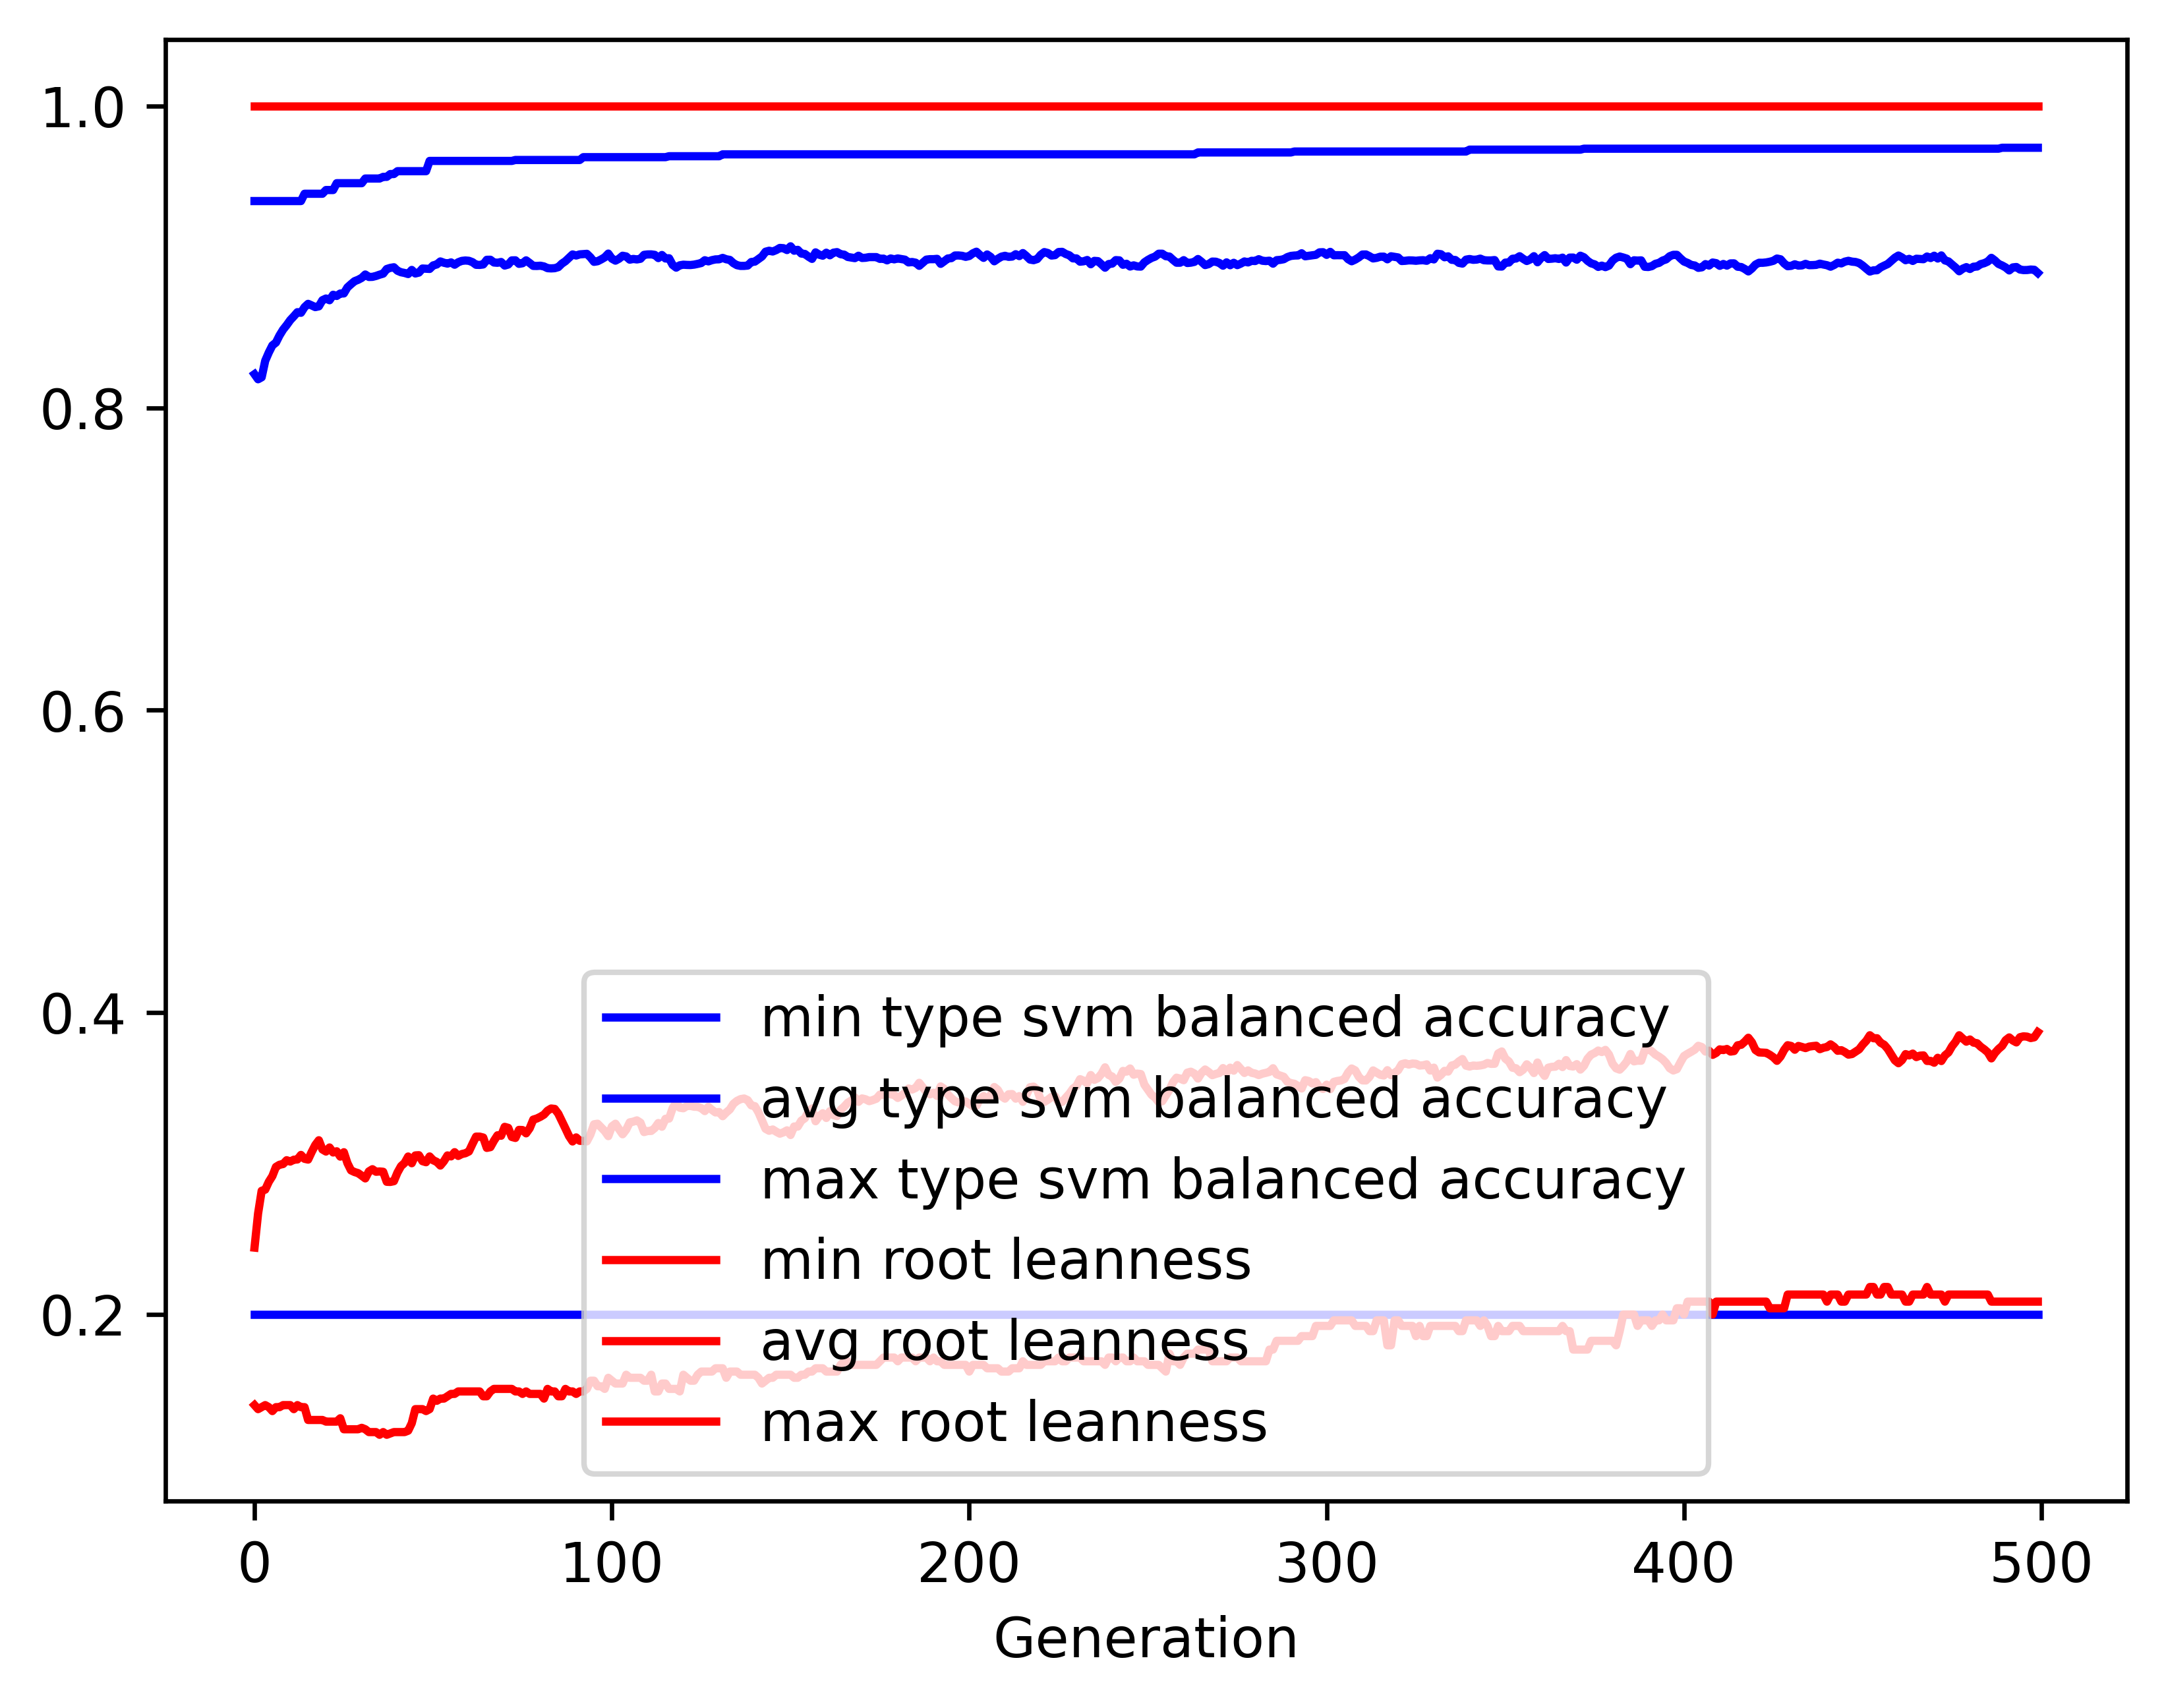 1.0
0.8
0.6
0.4
0.2
min type svm balanced accuracy
avg type svm balanced accuracy
max type svm balanced accuracy
min root leanness
avg root leanness
max root leanness
0 100 200 300 400 500
Generation